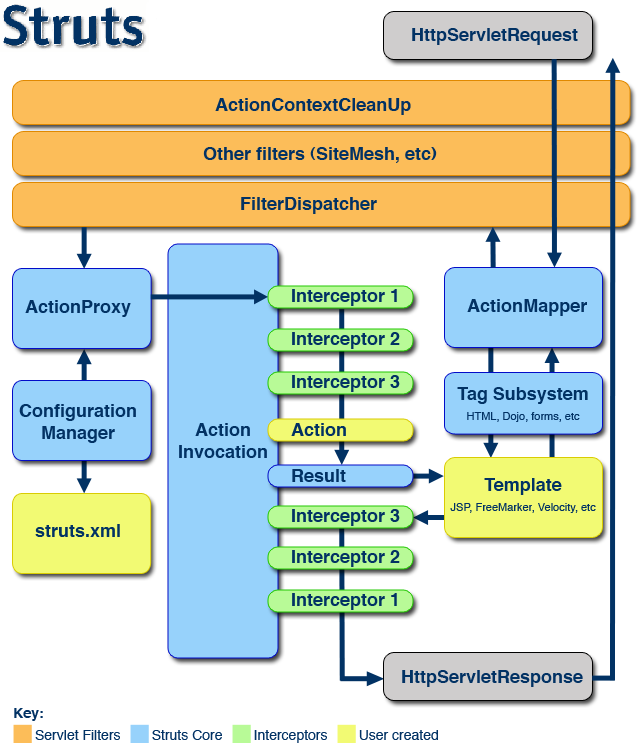 Struts
HttpServletRequest
ActionContextCleanUp
Other filters (SiteMesh, etc)
FilterDispatcher
ActionProxy
Configuration
Manager
struts.xml
Action
Invocation
Interceptor 1
Interceptor 2
Interceptor 3
Action
Result
Interceptor 3
Interceptor 2
Interceptor 1
ActionMapper
Tag Subsystem
HTML, Dojo, forms, etc
Template
JSP, FreeMarker, Velocity, etc
HttpServletResponse
Key:
Servlet Filters
Struts Core
Interceptors
User created